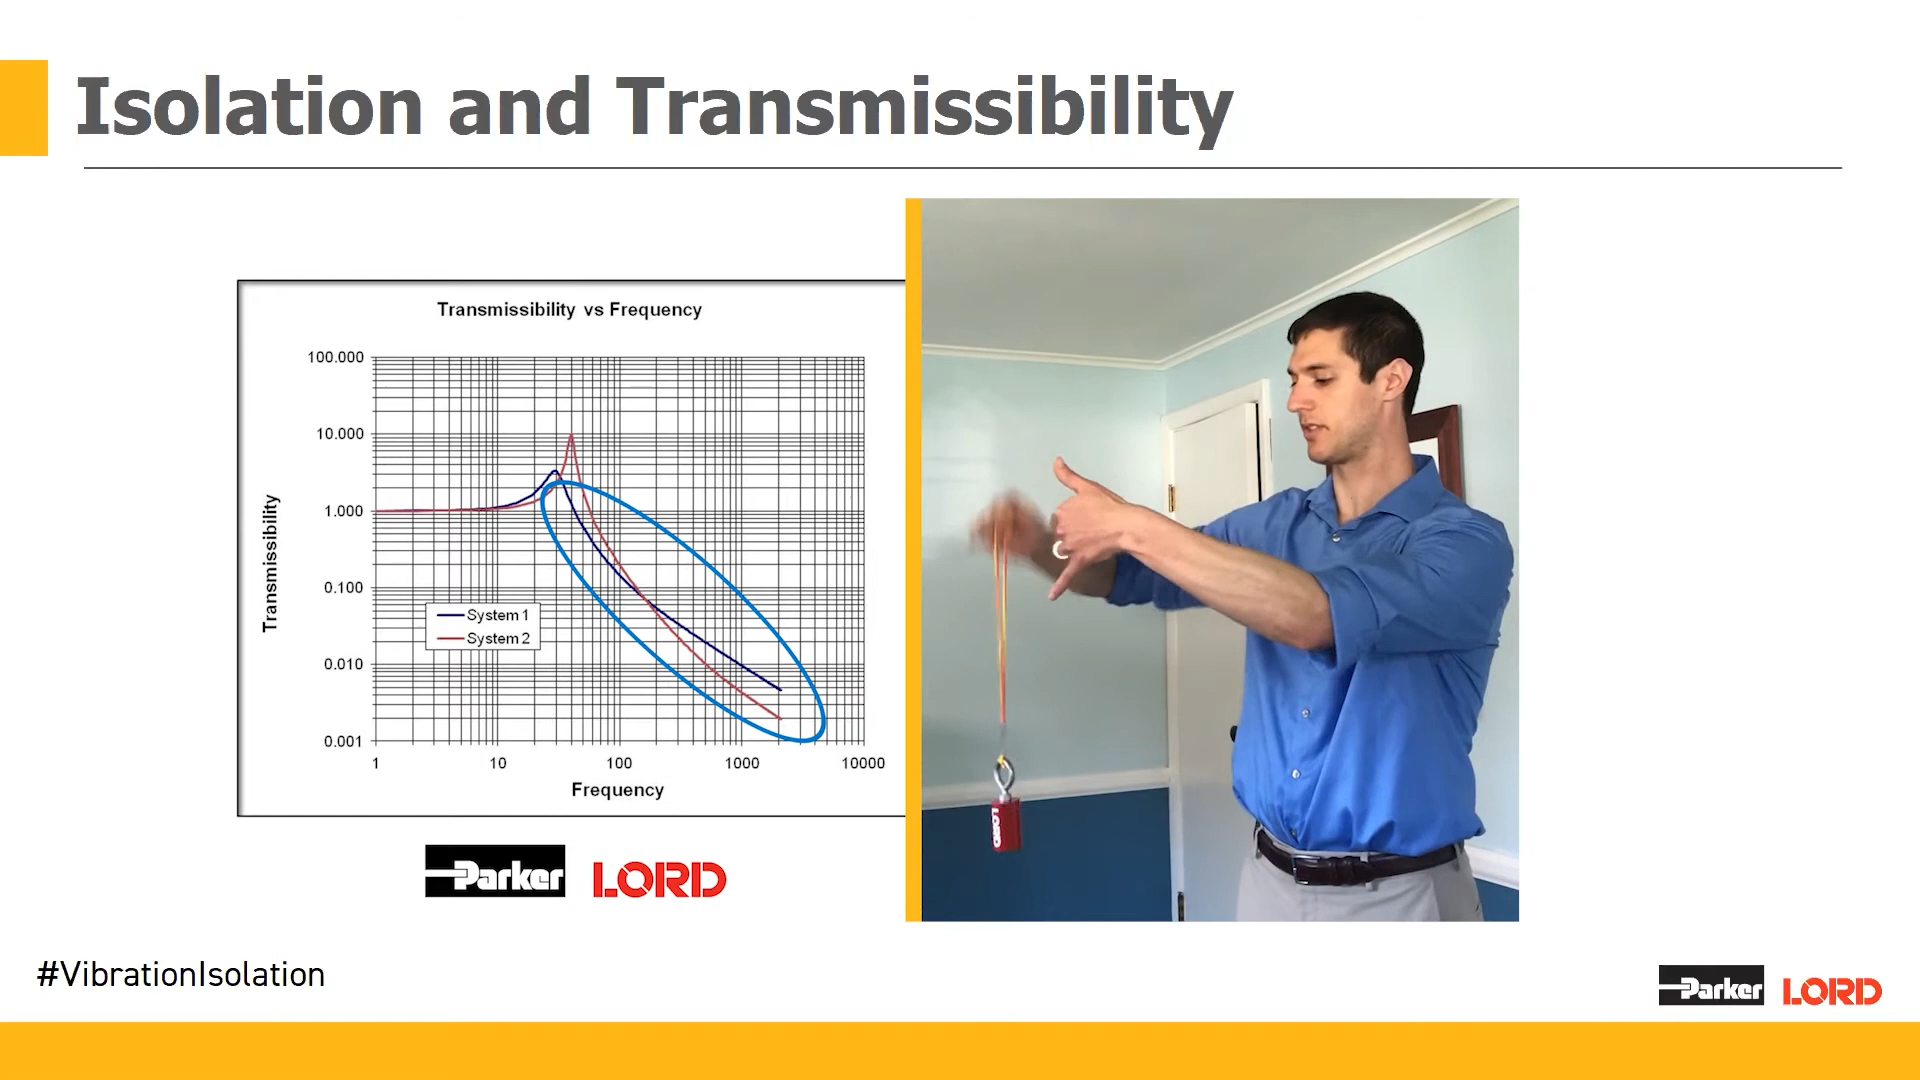 Isolation and Transmissibility
Transmissibility vs Frequency
100.000
10.000
1.000
0.100
0.010
0.001
Transmissibility
System 1
System 2
1 10 100 1000 10000
Frequency
Parker LORD
LORD
#VibrationIsolation
Parker LORD